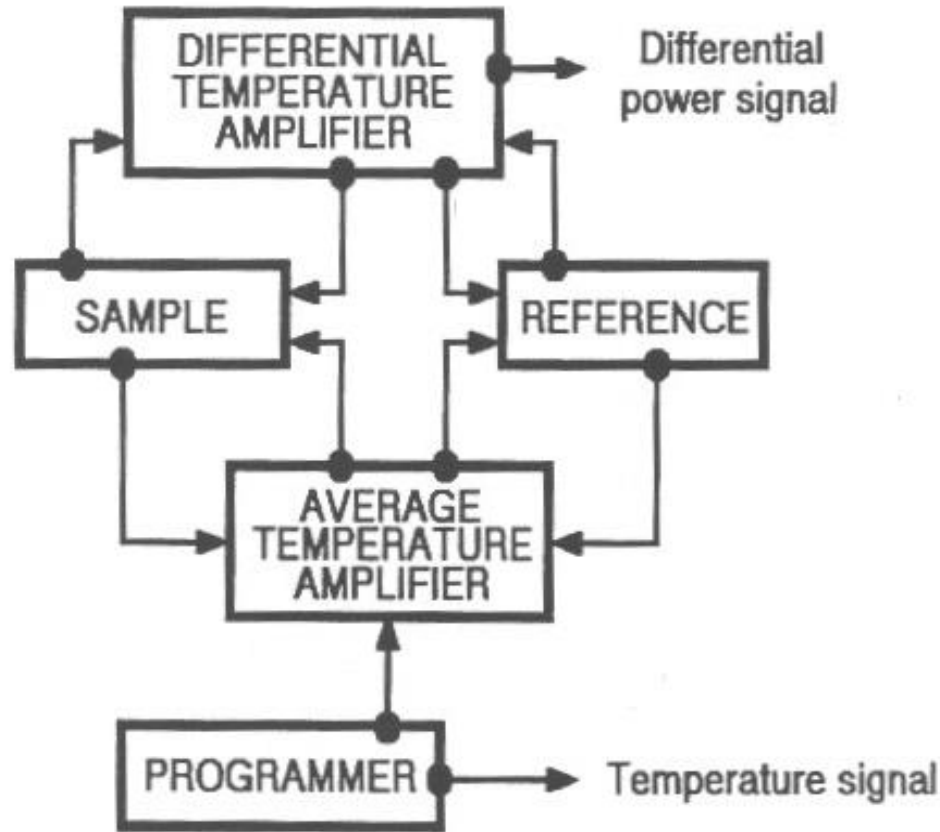 DIFFERENTIAL
TEMPERATURE
AMPLIFIER
Differential
power signal
SAMPLE
REFERENCE
AVERAGE
TEMPERATURE
AMPLIFIER
PROGRAMMER
Temperature signal